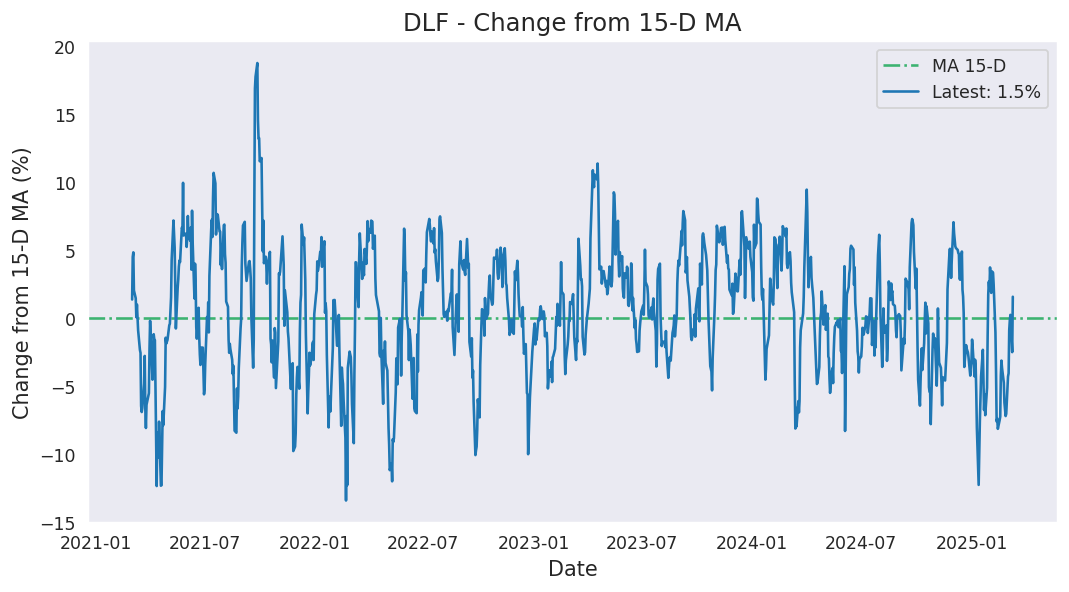 DLF - Change from 15-D MA
MA 15-D
Latest: 1.5%
Change from 15-D MA (%)
20
15
10
5
0
−5
−10
−15
2021-01 2021-07 2022-01 2022-07 2023-01 2023-07 2024-01 2024-07 2025-01
Date